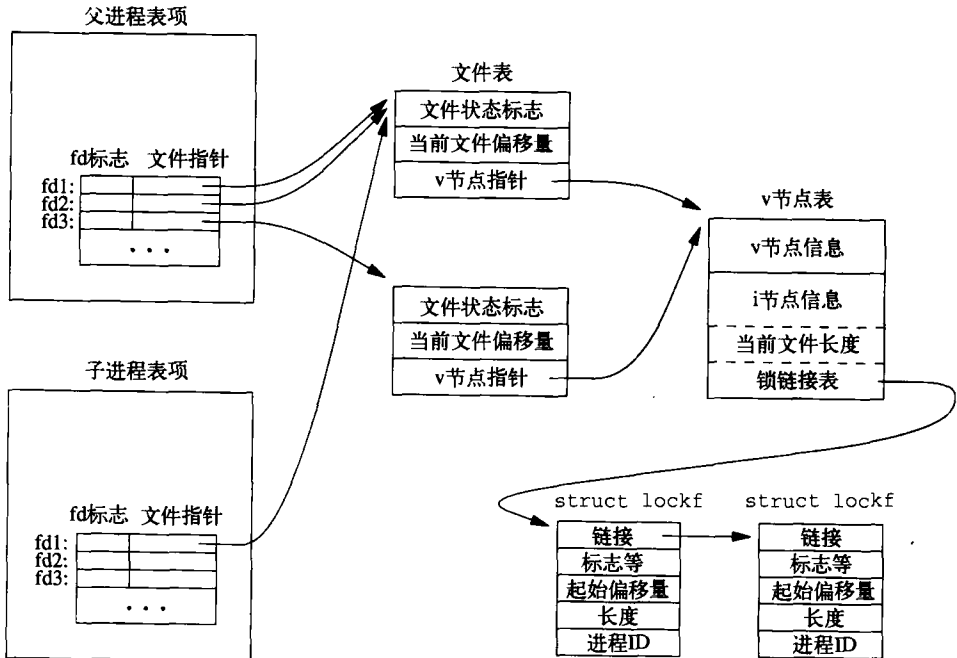 父进程表项
fd标志 文件指针
fd1:
fd2:
fd3:
...
文件表
文件状态标志
当前文件偏移量
v节点指针
文件状态标志
当前文件偏移量
v节点指针
v节点表
v节点信息
i节点信息
当前文件长度
锁链接表
子进程表项
fd标志 文件指针
fd1:
fd2:
fd3:
...
struct lockf
链接
标志等
起始偏移量
长度
进程ID
struct lockf
链接
标志等
起始偏移量
长度
进程ID